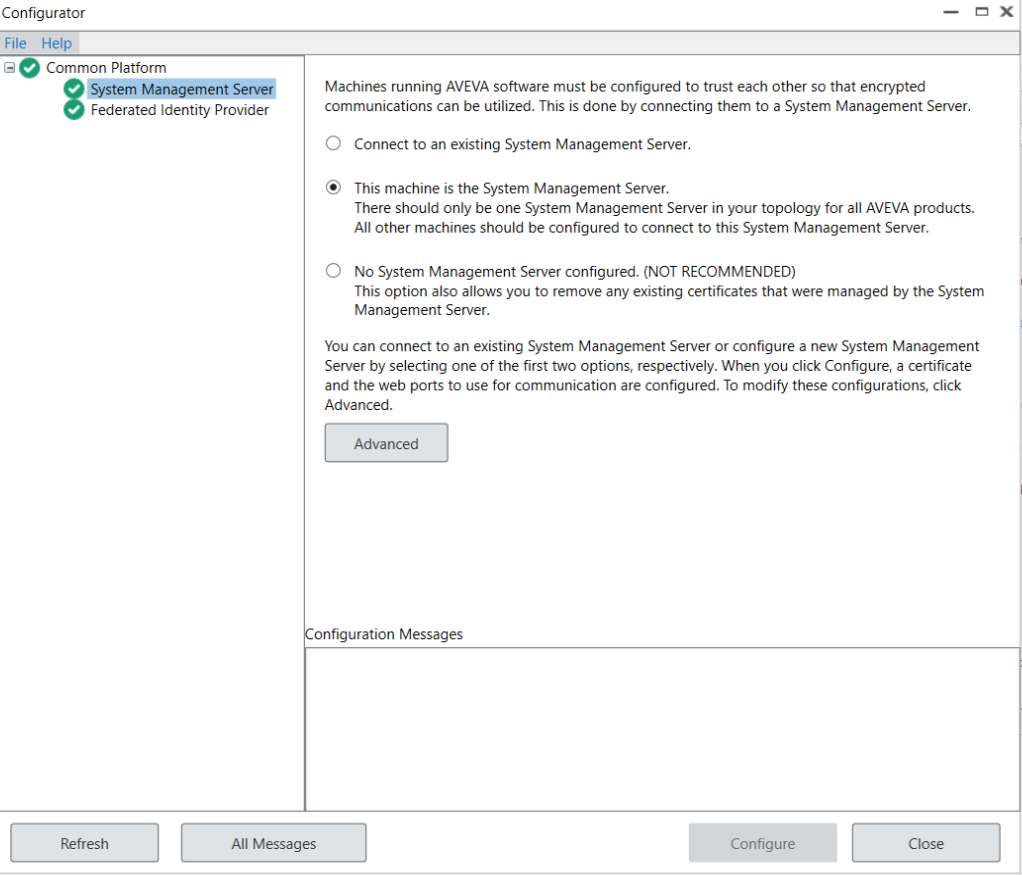 Configurator
File Help
Common Platform
System Management Server
Federated Identity Provider
Machines running AVEVA software must be configured to trust each other so that encrypted
communications can be utilized. This is done by connecting them to a System Management Server.
Connect to an existing System Management Server.
This machine is the System Management Server.
There should only be one System Management Server in your topology for all AVEVA products.
All other machines should be configured to connect to this System Management Server.
No System Management Server configured. (NOT RECOMMENDED)
This option also allows you to remove any existing certificates that were managed by the System
Management Server.
You can connect to an existing System Management Server or configure a new System Management
Server by selecting one of the first two options, respectively. When you click Configure, a certificate
and the web ports to use for communication are configured. To modify these configurations, click
Advanced.
Advanced
Configuration Messages
Refresh
All Messages
Configure
Close